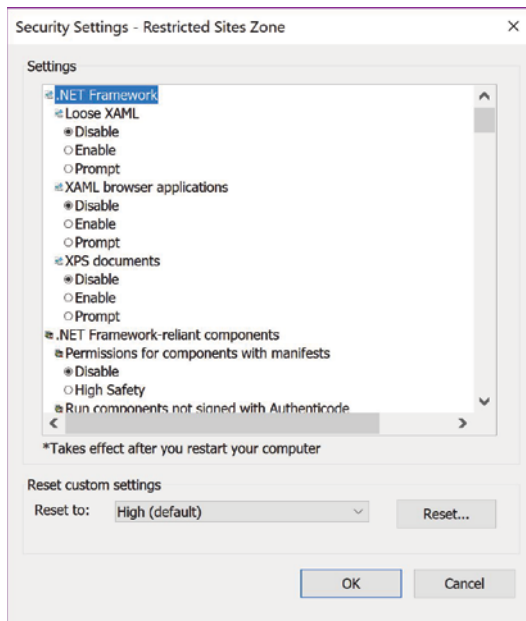 Security Settings - Restricted Sites Zone
Settings
.NET Framework
Loose XAML
Disable
Enable
Prompt
XAML browser applications
Disable
Enable
Prompt
XPS documents
Disable
Enable
Prompt
.NET Framework-reliant components
Permissions for components with manifests
Disable
High Safety
Run components not signed with Authenticode
*Takes effect after you restart your computer
Reset custom settings
Reset to: High (default) Reset...
OK Cancel